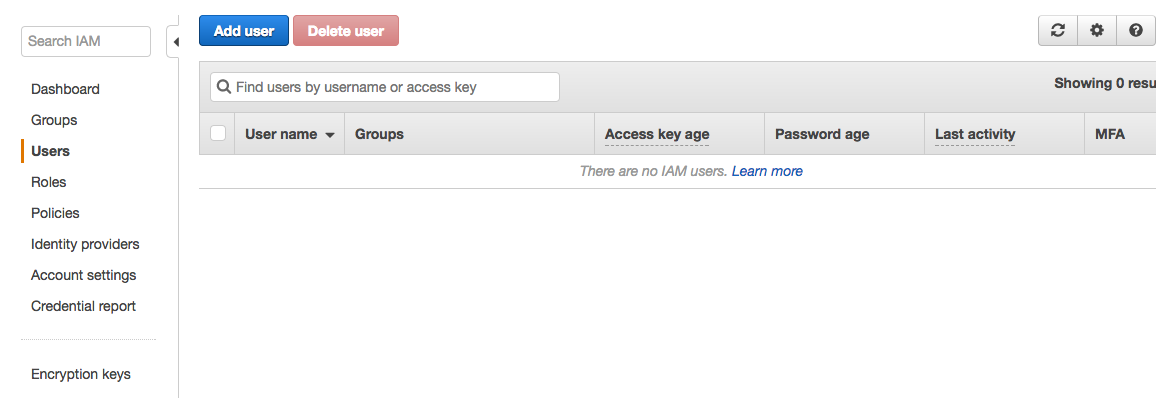 Search IAM
Dashboard
Groups
Users
Roles
Policies
Identity providers
Account settings
Credential report
Encryption keys
Add user Delete user
Find users by username or access key
Showing 0 resu
User name Groups Access key age Password age Last activity MFA
There are no IAM users. Learn more